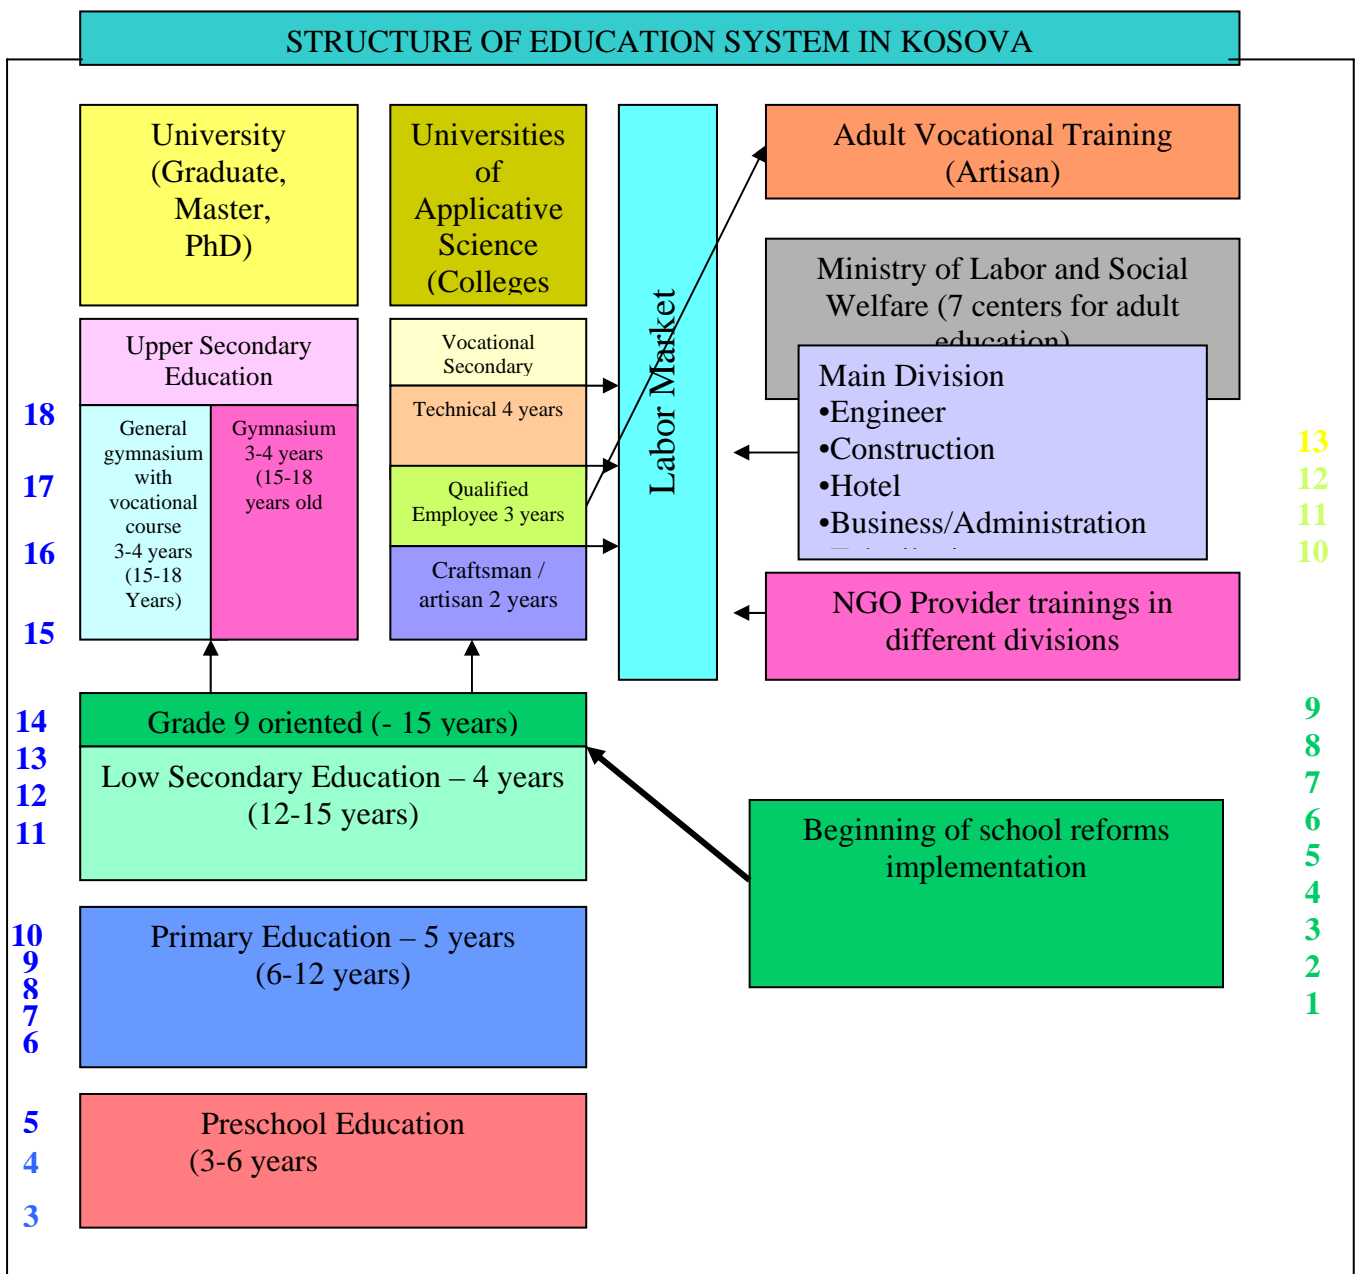 STRUCTURE OF EDUCATION SYSTEM IN KOSOVA
University
(Graduate,
Master,
PhD)
Universities
of
Applicative
Science
(Colleges
Labor Market
Adult Vocational Training
(Artisan)
Ministry of Labor and Social
Welfare (7 centers for adult
education)
Main Division
•Engineer
•Construction
•Hotel
•Business/Administration
NGO Provider trainings in
different divisions
Upper Secondary
Education
General
gymnasium
with
vocational
course
3-4 years
(15-18
Years)
Gymnasium
3-4 years
(15-18
years old
Vocational
Secondary
Technical 4 years
Qualified
Employee 3 years
Craftsman /
artisan 2 years
18
17
16
15
13
12
11
10
Grade 9 oriented (- 15 years)
Low Secondary Education – 4 years
(12-15 years)
14
13
12
11
Beginning of school reforms
implementation
9
8
7
6
5
4
3
2
1
Primary Education – 5 years
(6-12 years)
10
9
8
7
6
Preschool Education
(3-6 years
5
4
3